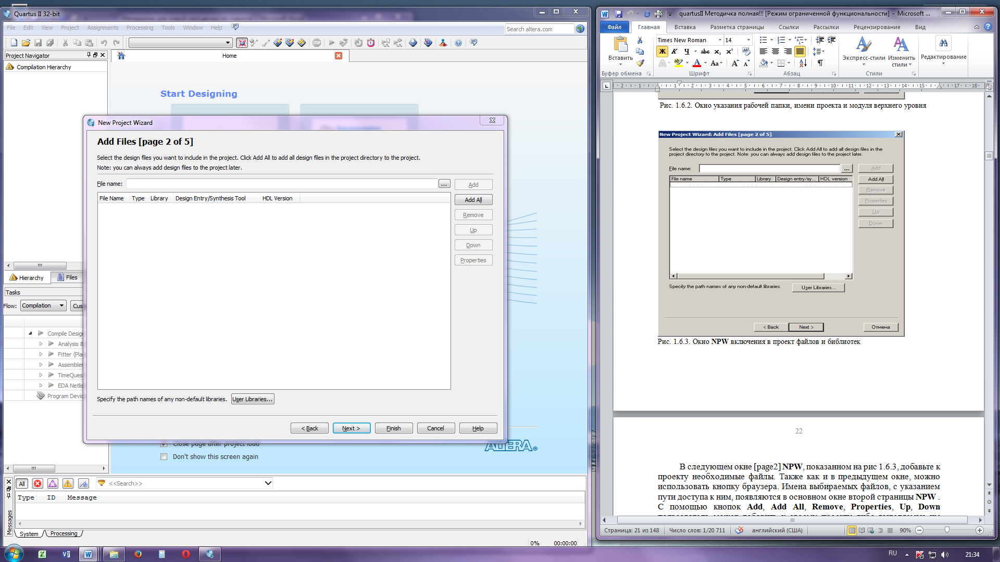 Quartus II 32-bit
File Edit View Project Assignments Processing Tools Window Help
Search altera.com
Project Navigator
Home
Compilation Hierarchy
Start Designing
New Project Wizard
Add Files [page 2 of 5]
Select the design files you want to include in the project. Click Add All to add all design files in the project directory to the project.
Note: you can always add design files to the project later.
File name:
...
Add
File Name Type Library Design Entry/Synthesis Tool HDL Version
Add All
Remove
Up
Down
Properties
Specify the path names of any non-default libraries.
User Libraries...
< Back
Next >
Finish
Cancel
Help
Hierarchy
Files
Tasks
Flow:
Compilation
Cus
Compile Desig
Analysis &
Fitter (Pla
Assembler
TimeQues
EDA Netlis
Program Devic
Close page after project load
Don't show this screen again
ALTERA®
All
<<Search>>
Type ID Message
Messages
System
Processing
0%
00:00:00
quartusII Методичка полная!!! [Режим ограниченной функциональности] - Microsoft ...
Файл Главная Вставка Разметка страницы Ссылки Рассылки Рецензирование Вид
Times New Roman
14
Вставить
Экспресс-стили
Изменить стили
Редактирование
Буфер обмена
Шрифт
Абзац
Стили
Рис. 1.6.2. Окно указания рабочей папки, имени проекта и модуля верхнего уровня
New Project Wizard: Add Files [page 2 of 5]
Select the design files you want to include in the project. Click Add All to add all design files in the
project directory to the project. Note: you can always add design files to the project later.
File name:
...
Add
File name Type Library Design entry/sy... HDL version
Add All
Remove
Properties
Up
Down
Specify the path names of any non-default libraries.
User Libraries...
< Back
Next >
Отмена
Рис. 1.6.3. Окно NPW включения в проект файлов и библиотек
22
В следующем окне [page2] NPW, показанном на рис 1.6.3, добавьте к
проекту необходимые файлы. Также как и в предыдущем окне, можно
использовать кнопку браузера. Имена выбираемых файлов, с указанием
пути доступа к ним, появляются в основном окне второй страницы NPW .
С помощью кнопок Add, Add All, Remove, Properties, Up, Down
Страница: 21 из 148
Число слов: 1/20 711
английский (США)
90%
RU
21:34